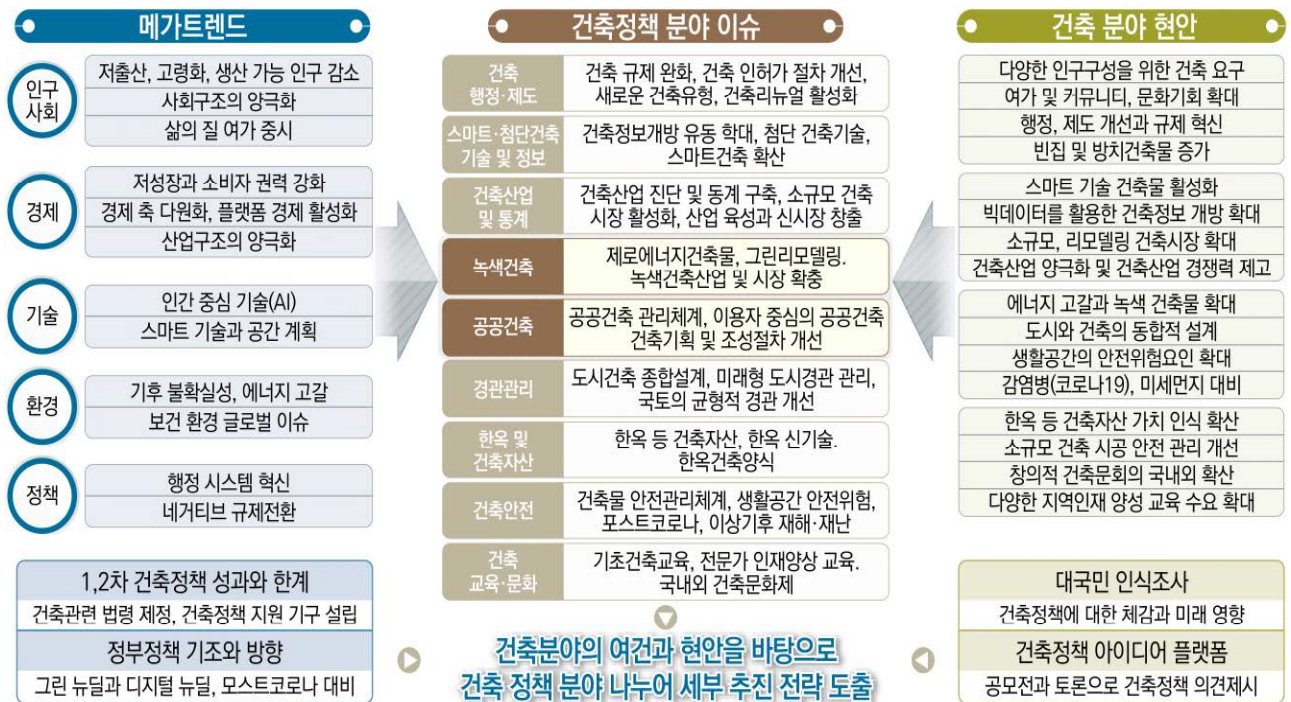 메가트렌드
인구
사회
저출산, 고령화, 생산 가능 인구 감소
사회구조의 양극화
삶의 질 여가 중시
경제
저성장과 소비자 권력 강화
경제 축 다원화, 플랫폼 경제 활성화
산업구조의 양극화
기술
인간 중심 기술(AI)
스마트 기술과 공간 계획
환경
기후 불확실성, 에너지 고갈
보건 환경 글로벌 이슈
정책
행정 시스템 혁신
네거티브 규제전환
1,2차 건축정책 성과와 한계
건축관련 법령 제정, 건축정책 지원 기구 설립
정부정책 기조와 방향
그린 뉴딜과 디지털 뉴딜, 모스트코로나 대비
건축정책 분야 이슈
건축
행정·제도
건축 규제 완화, 건축 인허가 절차 개선,
새로운 건축유형, 건축리뉴얼 활성화
스마트·첨단건축
기술 및 정보
건축정보개방 유동 학대, 첨단 건축기술,
스마트건축 확산
건축산업
및 통계
건축산업 진단 및 동계 구축, 소규모 건축
시장 활성화, 산업 육성과 신시장 창출
녹색건축
제로에너지건축물, 그린리모델링.
녹색건축산업 및 시장 확충
공공건축
공공건축 관리체계, 이용자 중심의 공공건축
건축기획 및 조성절차 개선
경관관리
도시건축 종합설계, 미래형 도시경관 관리,
국토의 균형적 경관 개선
한옥 및
건축자산
한옥 등 건축자산, 한옥 신기술.
한옥건축양식
건축안전
건축물 안전관리체계, 생활공간 안전위험,
포스트코로나, 이상기후 재해·재난
건축
교육·문화
기초건축교육, 전문가 인재양상 교육.
국내외 건축문화제
건축분야의 여건과 현안을 바탕으로
건축 정책 분야 나누어 세부 추진 전략 도출
건축 분야 현안
다양한 인구구성을 위한 건축 요구
여가 및 커뮤니티, 문화기회 확대
행정, 제도 개선과 규제 혁신
빈집 및 방치건축물 증가
스마트 기술 건축물 활성화
빅데이터를 활용한 건축정보 개방 확대
소규모, 리모델링 건축시장 확대
건축산업 양극화 및 건축산업 경쟁력 제고
에너지 고갈과 녹색 건축물 확대
도시와 건축의 동합적 설계
생활공간의 안전위험요인 확대
감염병(코로나19), 미세먼지 대비
한옥 등 건축자산 가치 인식 확산
소규모 건축 시공 안전 관리 개선
창의적 건축문회의 국내외 확산
다양한 지역인재 양성 교육 수요 확대
대국민 인식조사
건축정책에 대한 체감과 미래 영향
건축정책 아이디어 플랫폼
공모전과 토론으로 건축정책 의견제시